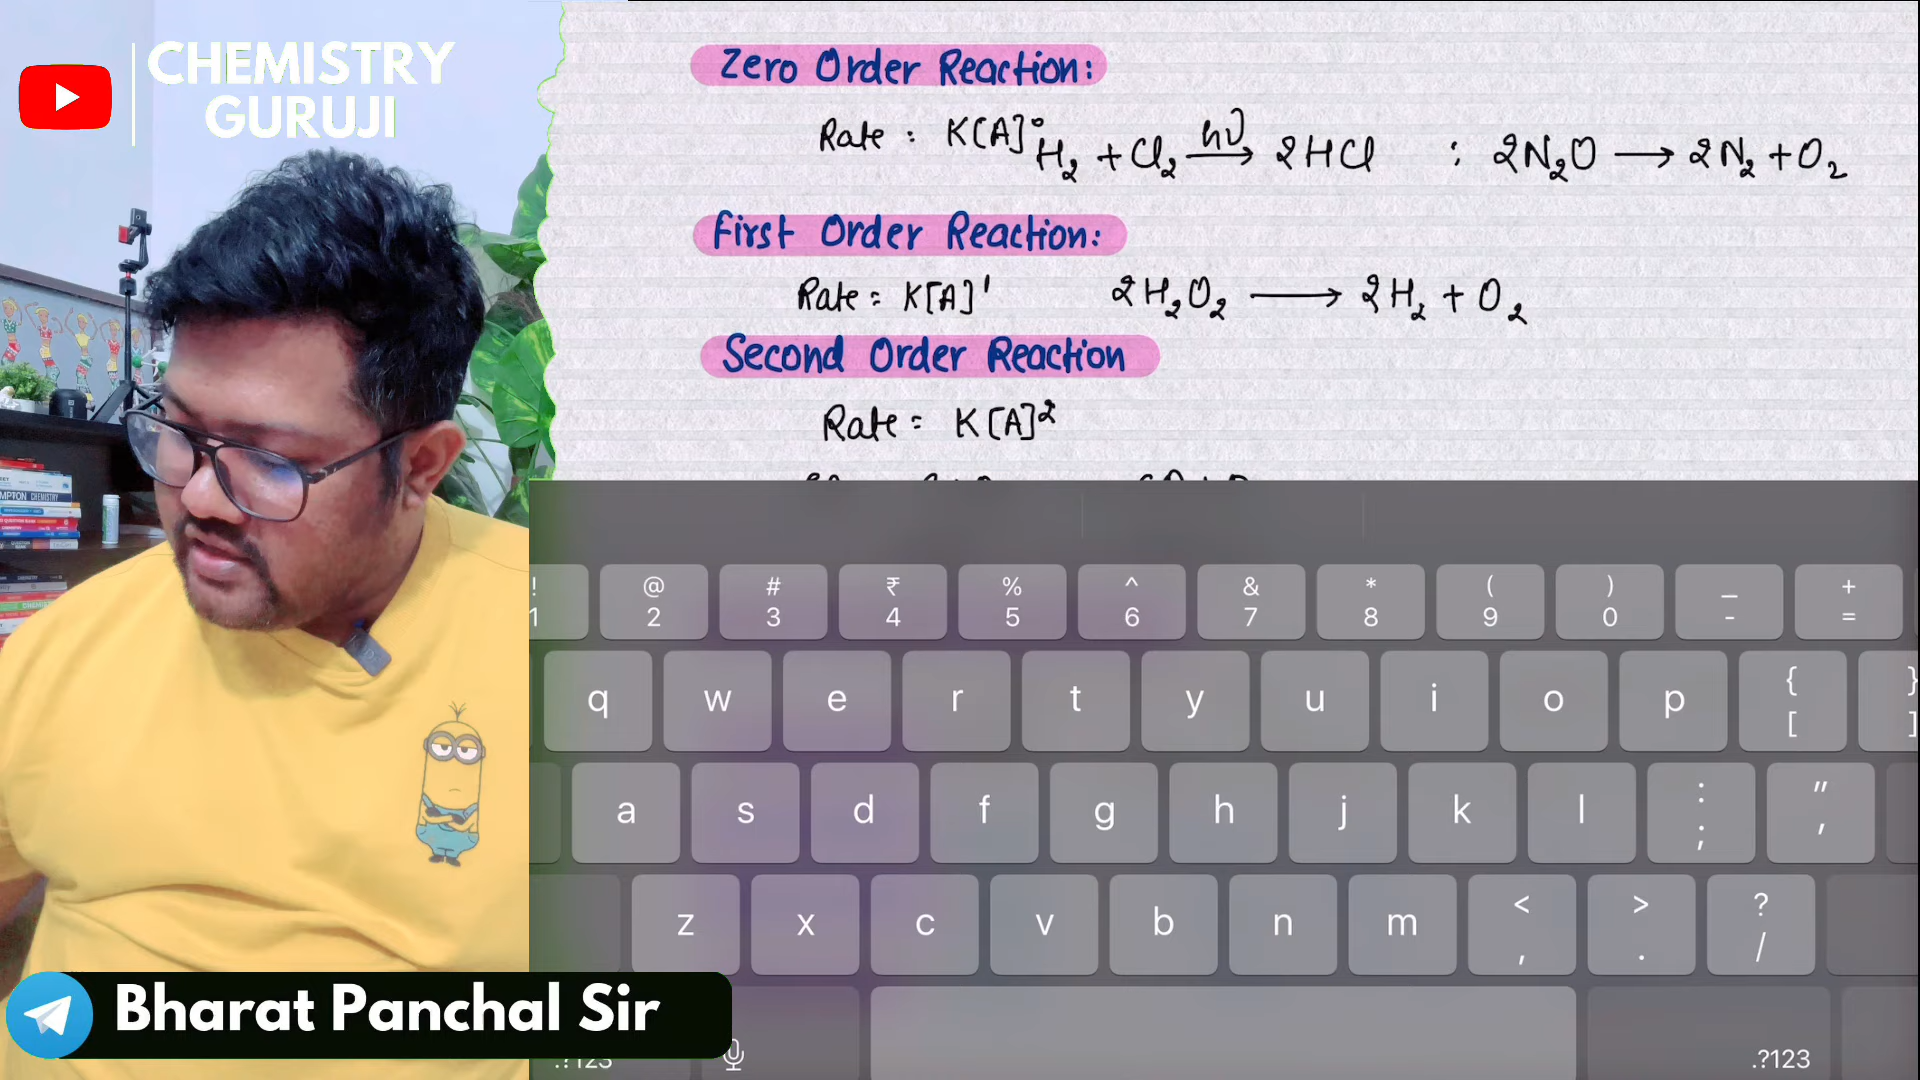 CHEMISTRY
GURUJI
Zero Order Reaction:
Rate : K[A]° H₂ + Cl₂ —hν→ 2HCl : 2N₂O → 2N₂ + O₂
First Order Reaction:
Rate = K[A]¹ 2H₂O₂ → 2H₂ + O₂
Second Order Reaction
Rate = K[A]²
! @ # ₹ % ^ & * ( ) _ +
1 2 3 4 5 6 7 8 9 0 - =
q w e r t y u i o p { }
[ ]
a s d f g h j k l : "
; '
z x c v b n m < > ?
, . /
.?123 .?123
Bharat Panchal Sir